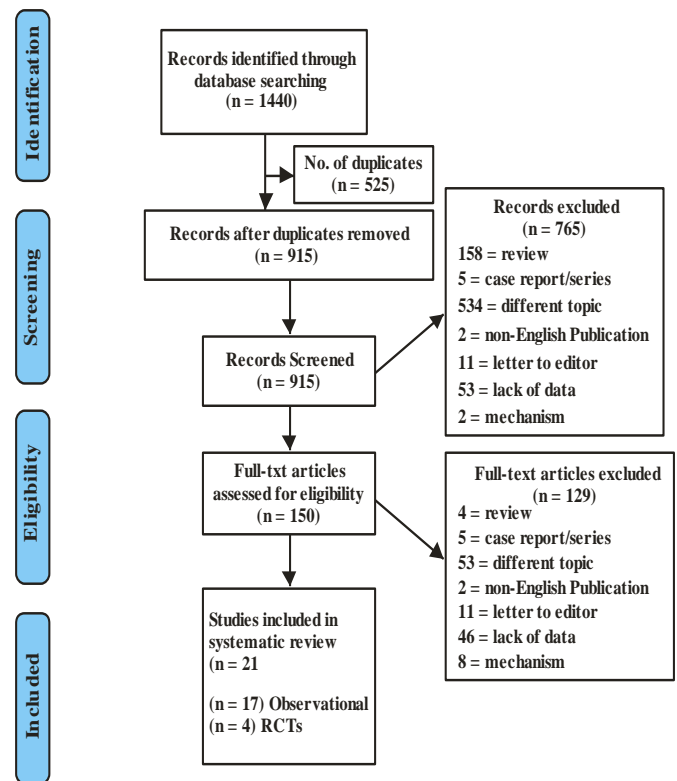 Identification
Records identified through
database searching
(n = 1440)
No. of duplicates
(n = 525)
Screening
Records after duplicates removed
(n = 915)
Records excluded
(n = 765)
158 = review
5 = case report/series
534 = different topic
2 = non-English Publication
11 = letter to editor
53 = lack of data
2 = mechanism
Records Screened
(n = 915)
Eligibility
Full-txt articles
assessed for eligibility
(n = 150)
Full-text articles excluded
(n = 129)
4 = review
5 = case report/series
53 = different topic
2 = non-English Publication
11 = letter to editor
46 = lack of data
8 = mechanism
Included
Studies included in
systematic review
(n = 21
(n = 17) Observational
(n = 4) RCTs